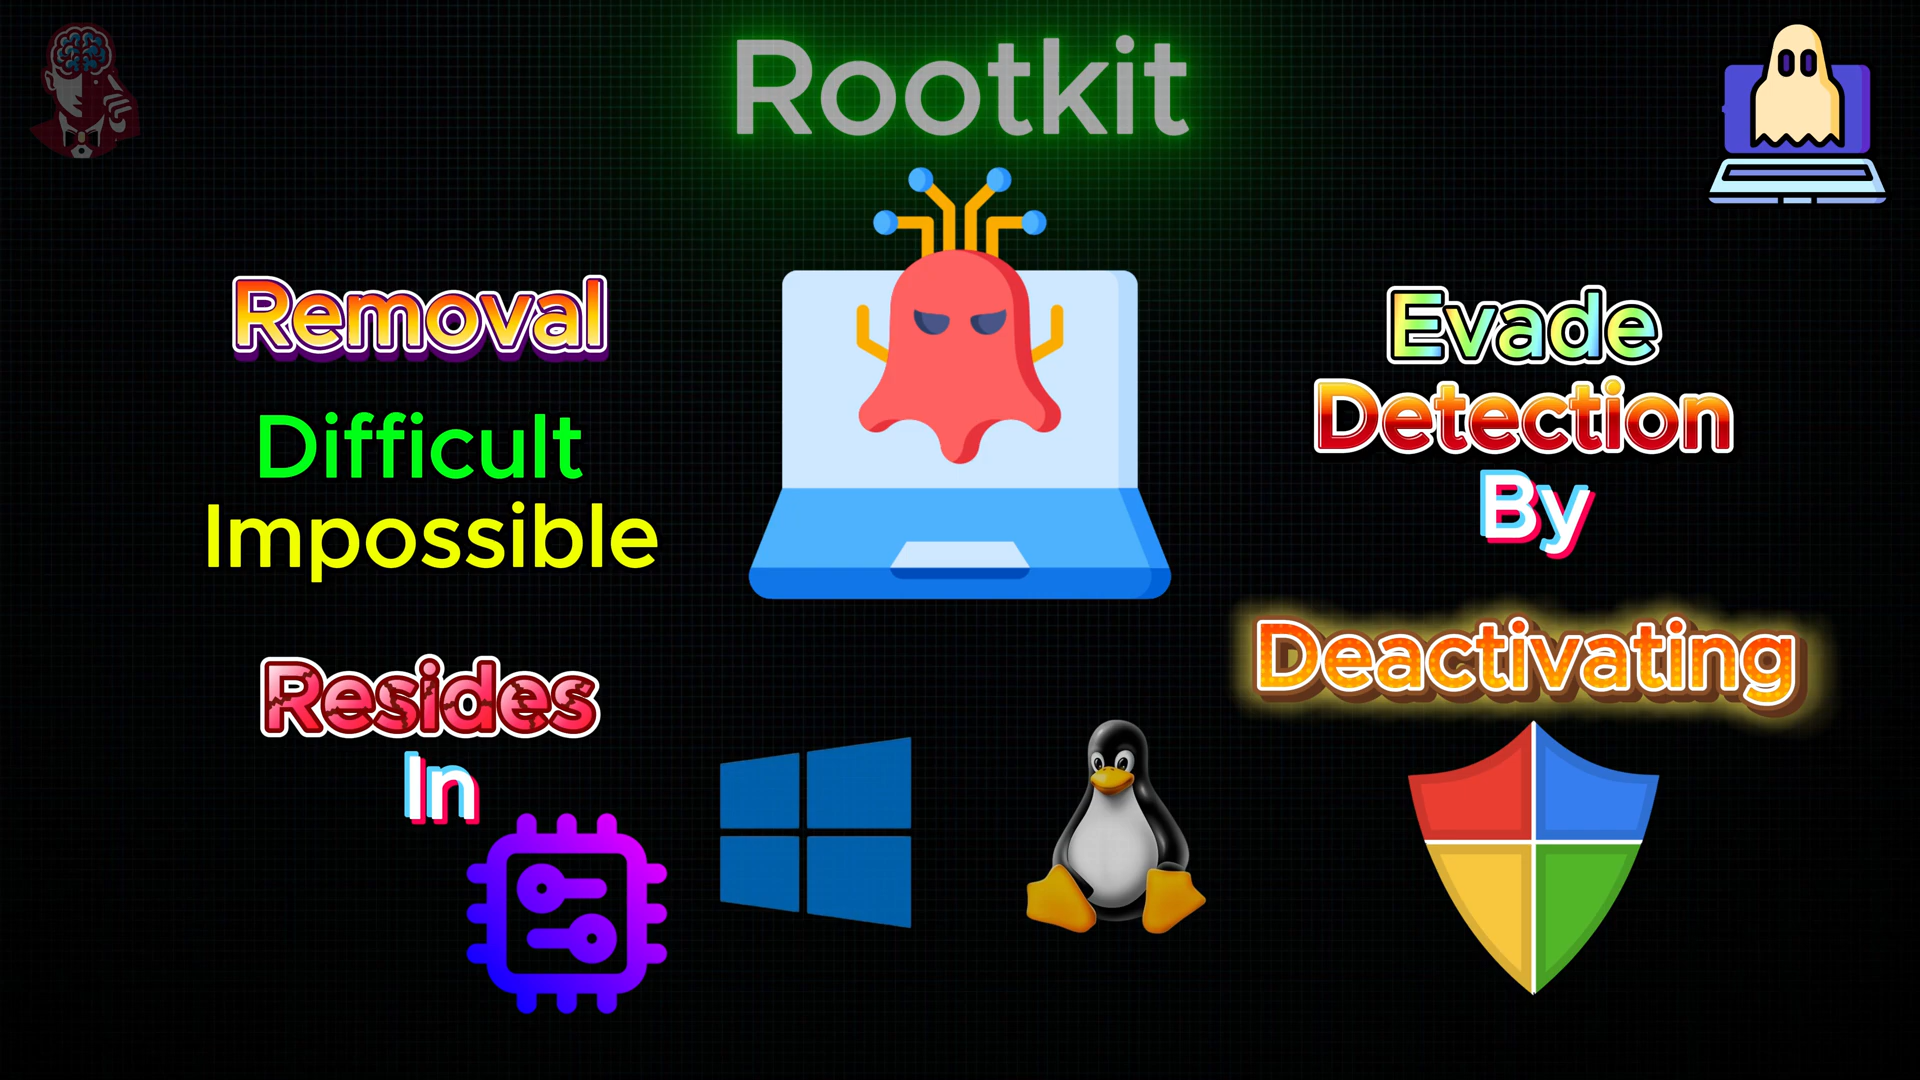 Rootkit
Removal
Difficult
Impossible
Resides
In
Evade
Detection
By
Deactivating